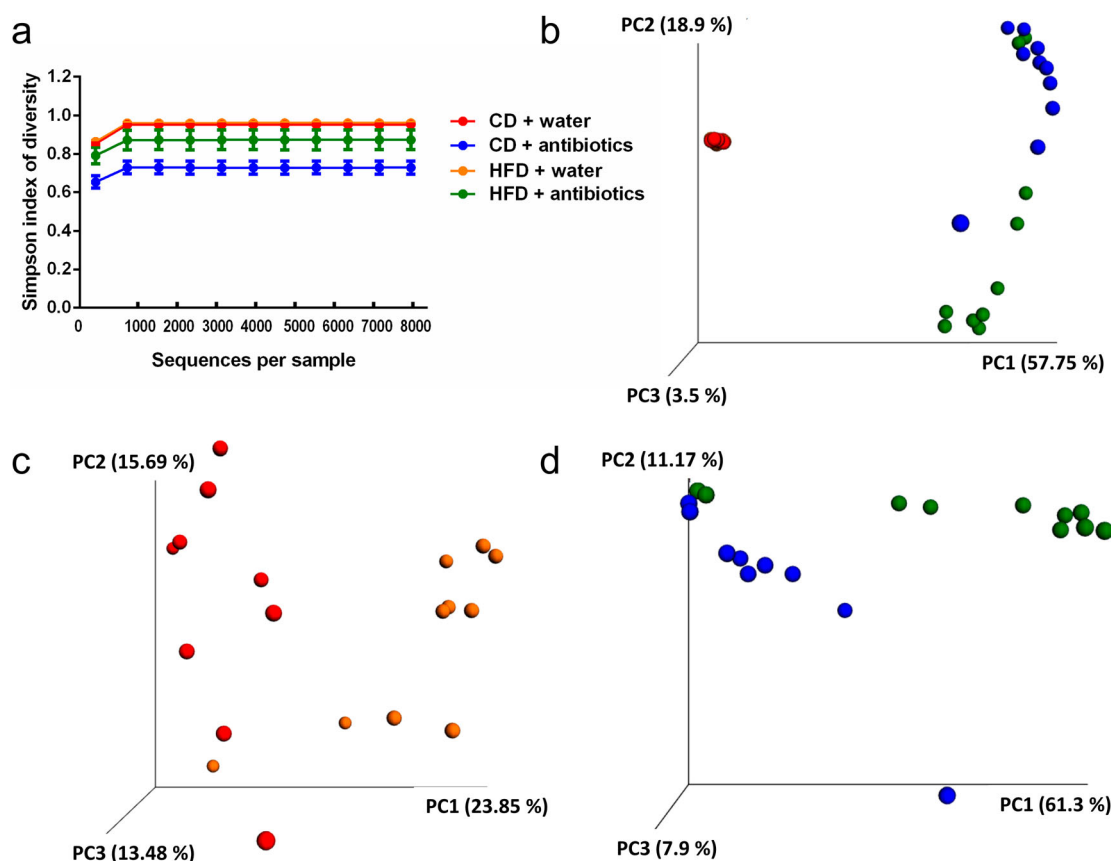 a
Simpson index of diversity
1.2
1.0
0.8
0.6
0.4
0.2
0.0
0
1000
2000
3000
4000
5000
6000
7000
8000
Sequences per sample
CD + water
CD + antibiotics
HFD + water
HFD + antibiotics
b
PC2 (18.9 %)
PC1 (57.75 %)
PC3 (3.5 %)
c
PC2 (15.69 %)
PC1 (23.85 %)
PC3 (13.48 %)
d
PC2 (11.17 %)
PC1 (61.3 %)
PC3 (7.9 %)